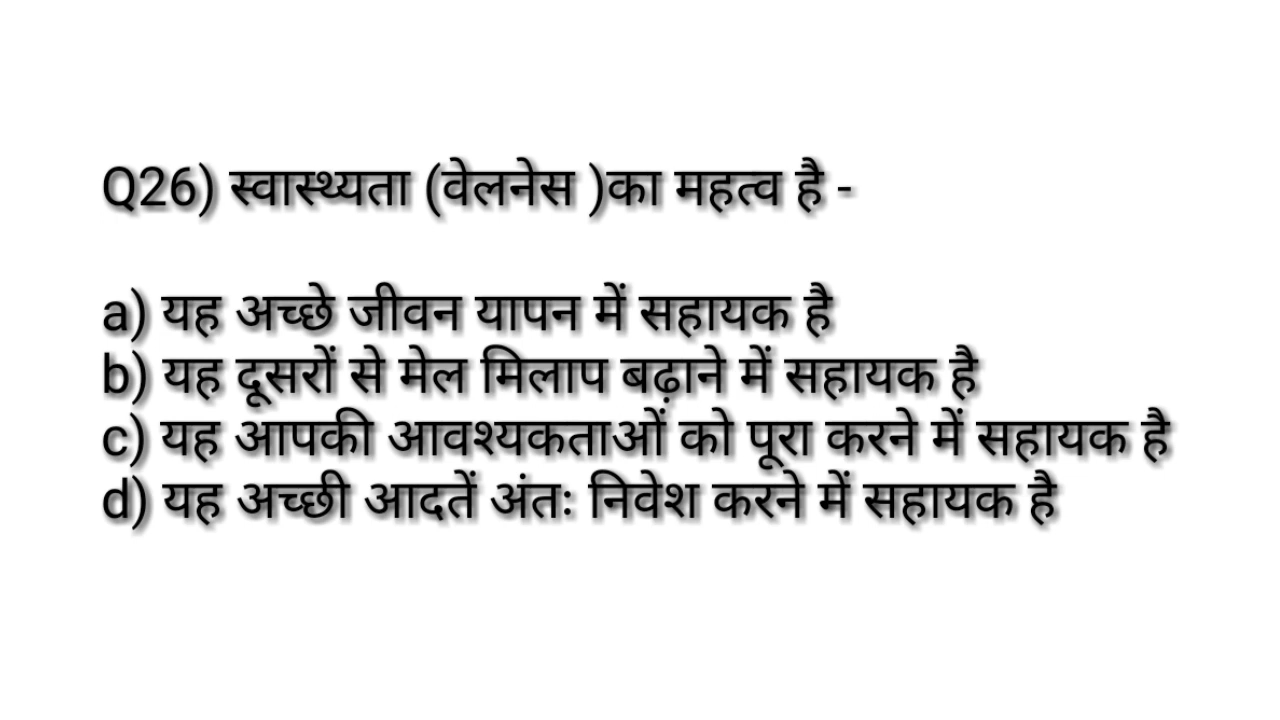 Q26) स्वास्थ्यता (वेलनेस )का महत्व है -
a) यह अच्छे जीवन यापन में सहायक है
b) यह दूसरों से मेल मिलाप बढ़ाने में सहायक है
c) यह आपकी आवश्यकताओं को पूरा करने में सहायक है
d) यह अच्छी आदतें अंतः निवेश करने में सहायक है